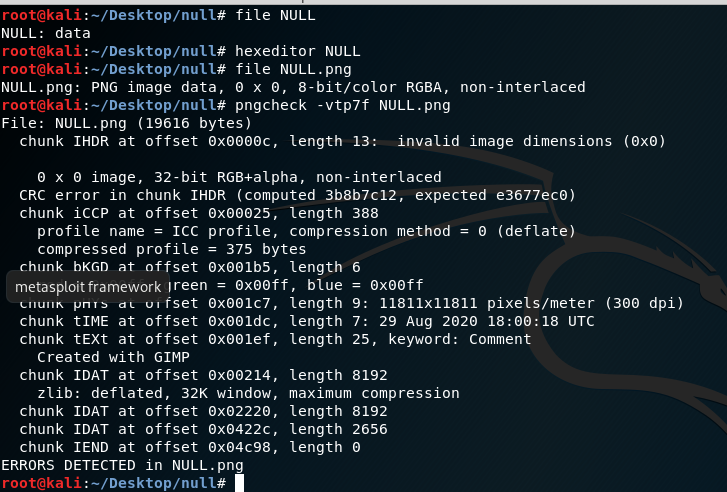 root@kali:~/Desktop/null# file NULL
NULL: data
root@kali:~/Desktop/null# hexeditor NULL
root@kali:~/Desktop/null# file NULL.png
NULL.png: PNG image data, 0 x 0, 8-bit/color RGBA, non-interlaced
root@kali:~/Desktop/null# pngcheck -vtp7f NULL.png
File: NULL.png (19616 bytes)
chunk IHDR at offset 0x0000c, length 13:  invalid image dimensions (0x0)
0 x 0 image, 32-bit RGB+alpha, non-interlaced
CRC error in chunk IHDR (computed 3b8b7c12, expected e3677ec0)
chunk iCCP at offset 0x00025, length 388
profile name = ICC profile, compression method = 0 (deflate)
compressed profile = 375 bytes
chunk bKGD at offset 0x001b5, length 6
metasploit framework
green = 0x00ff, blue = 0x00ff
chunk pHYs at offset 0x001c7, length 9: 11811x11811 pixels/meter (300 dpi)
chunk tIME at offset 0x001dc, length 7: 29 Aug 2020 18:00:18 UTC
chunk tEXt at offset 0x001ef, length 25, keyword: Comment
Created with GIMP
chunk IDAT at offset 0x00214, length 8192
zlib: deflated, 32K window, maximum compression
chunk IDAT at offset 0x02220, length 8192
chunk IDAT at offset 0x0422c, length 2656
chunk IEND at offset 0x04c98, length 0
ERRORS DETECTED in NULL.png
root@kali:~/Desktop/null#